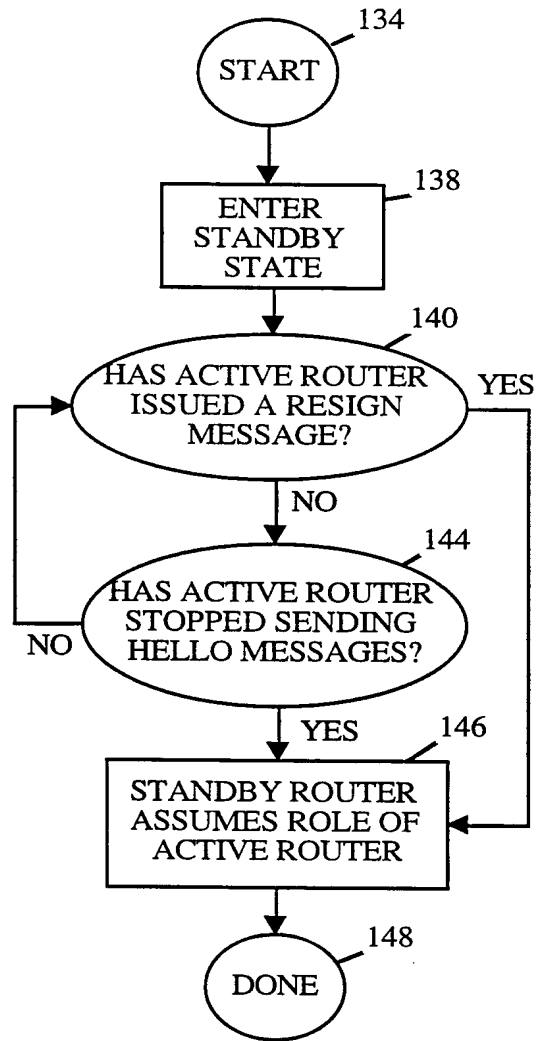 134
START
138
ENTER
STANDBY
STATE
140
HAS ACTIVE ROUTER
ISSUED A RESIGN
MESSAGE?
YES
NO
144
HAS ACTIVE ROUTER
STOPPED SENDING
HELLO MESSAGES?
NO
YES
146
STANDBY ROUTER
ASSUMES ROLE OF
ACTIVE ROUTER
148
DONE